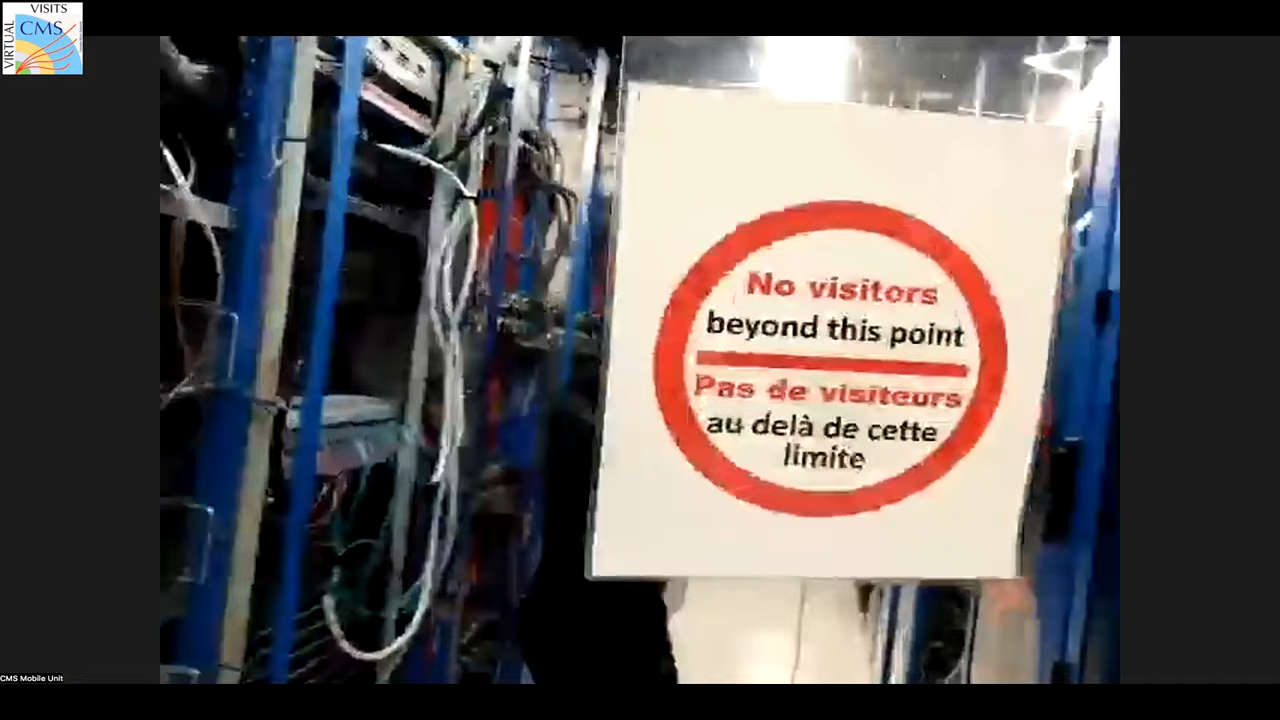 VISITS
VIRTUAL
CMS
No visitors
beyond this point
Pas de visiteurs
au delà de cette
limite
CMS Mobile Unit